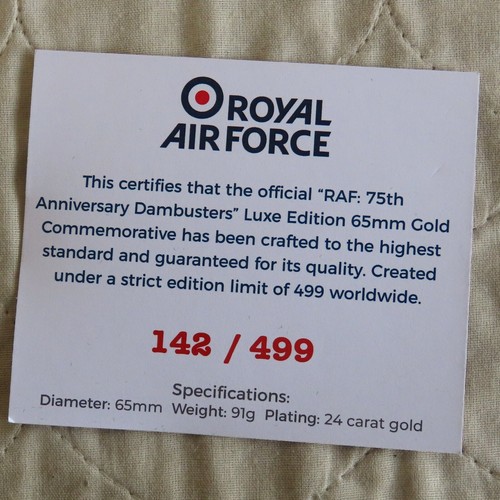 ROYAL
AIR FORCE
This certifies that the official "RAF: 75th
Anniversary Dambusters" Luxe Edition 65mm Gold
Commemorative has been crafted to the highest
standard and guaranteed for its quality. Created
under a strict edition limit of 499 worldwide.
142 / 499
Specifications:
Diameter: 65mm Weight: 91g Plating: 24 carat gold